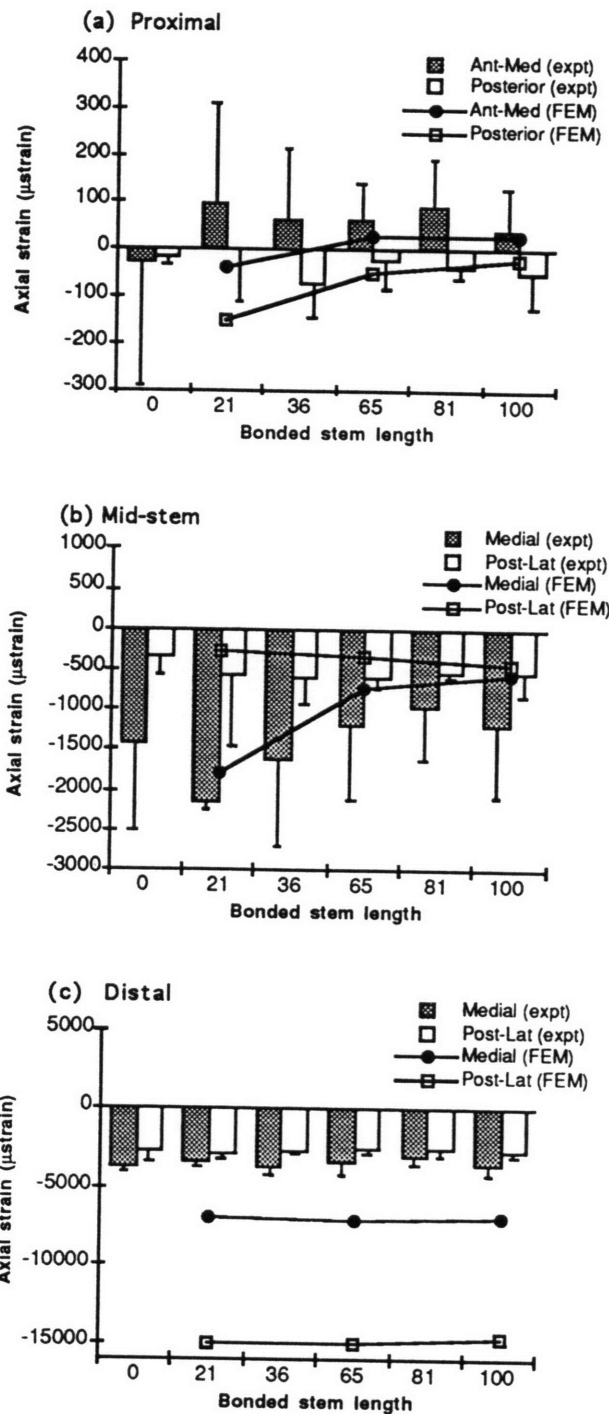 (a) Proximal
400
300
200
100
0
-100
-200
-300
Axial strain (μstrain)
Ant-Med (expt)
Posterior (expt)
Ant-Med (FEM)
Posterior (FEM)
0 21 36 65 81 100
Bonded stem length
(b) Mid-stem
1000
500
0
-500
-1000
-1500
-2000
-2500
-3000
Axial strain (μstrain)
Medial (expt)
Post-Lat (expt)
Medial (FEM)
Post-Lat (FEM)
0 21 36 65 81 100
Bonded stem length
(c) Distal
5000
0
-5000
-10000
-15000
Axial strain (μstrain)
Medial (expt)
Post-Lat (expt)
Medial (FEM)
Post-Lat (FEM)
0 21 36 65 81 100
Bonded stem length